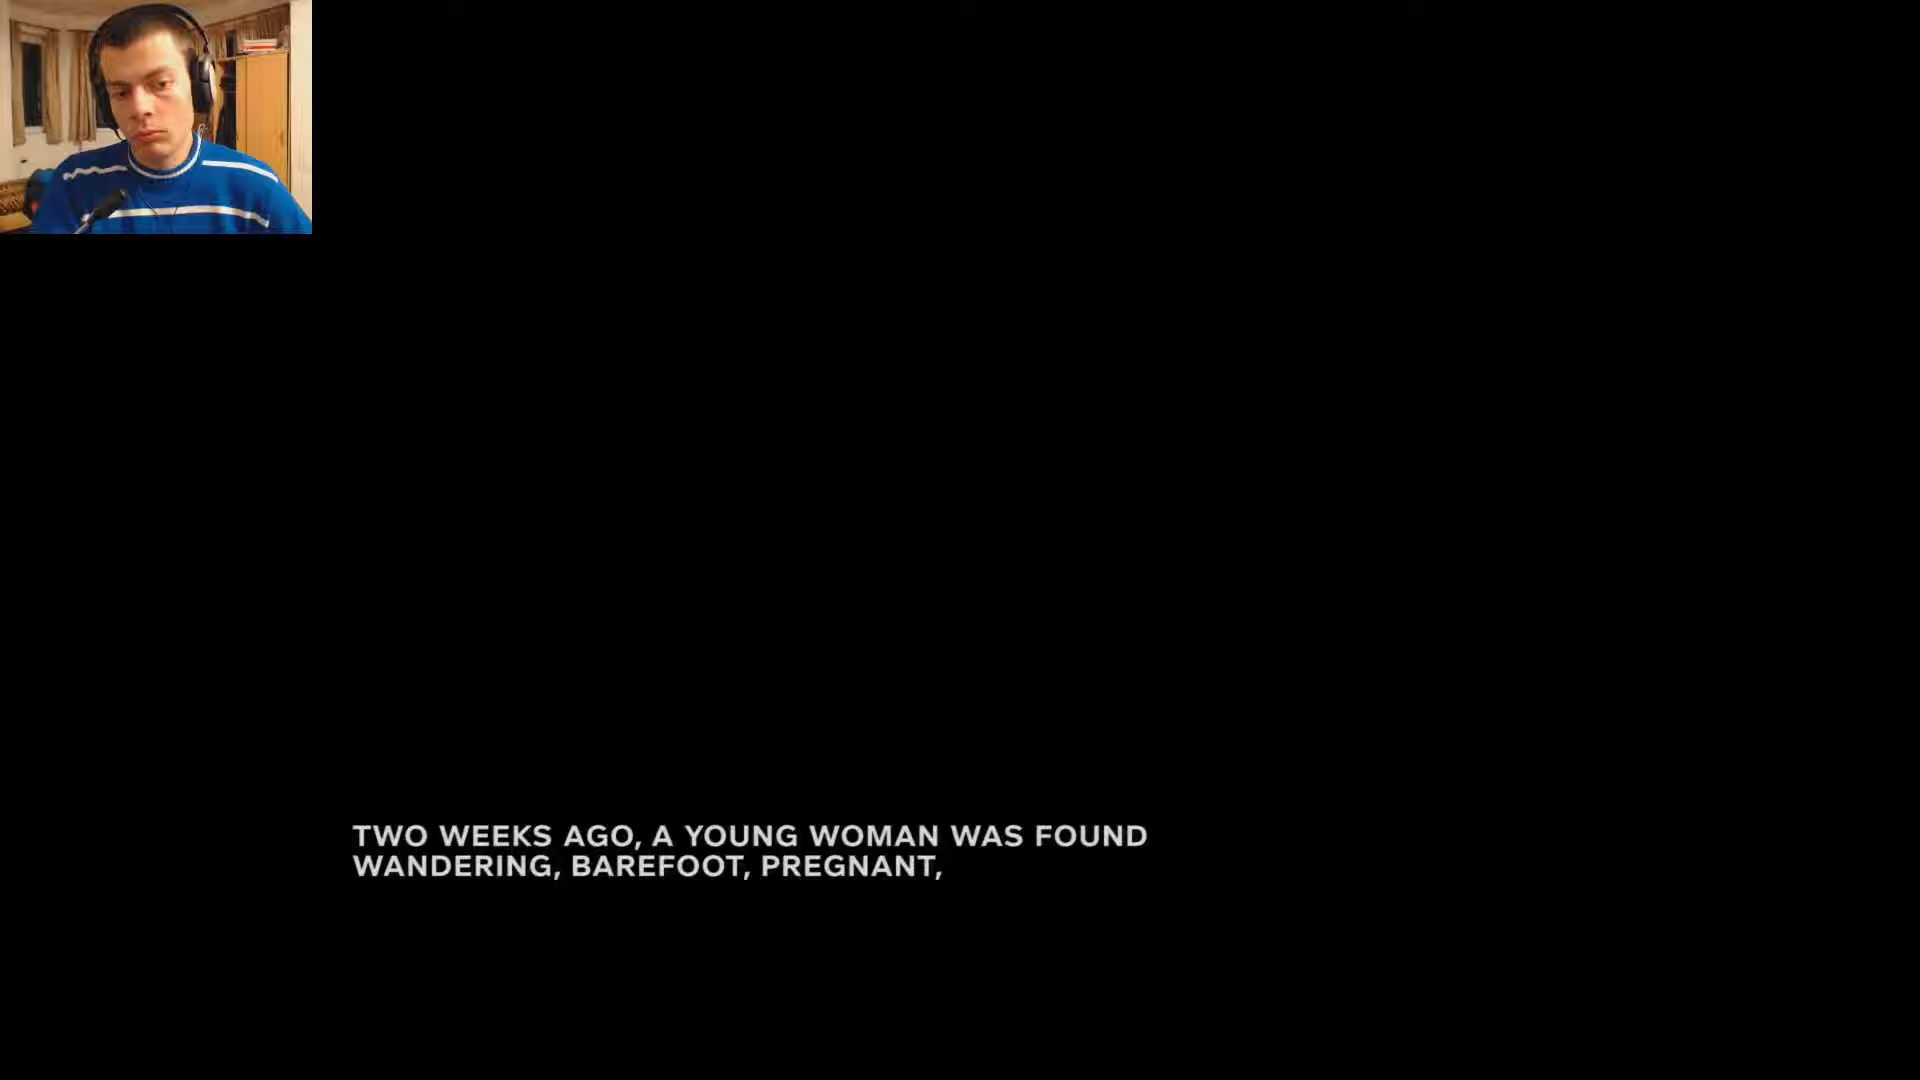 TWO WEEKS AGO, A YOUNG WOMAN WAS FOUND
WANDERING, BAREFOOT, PREGNANT,